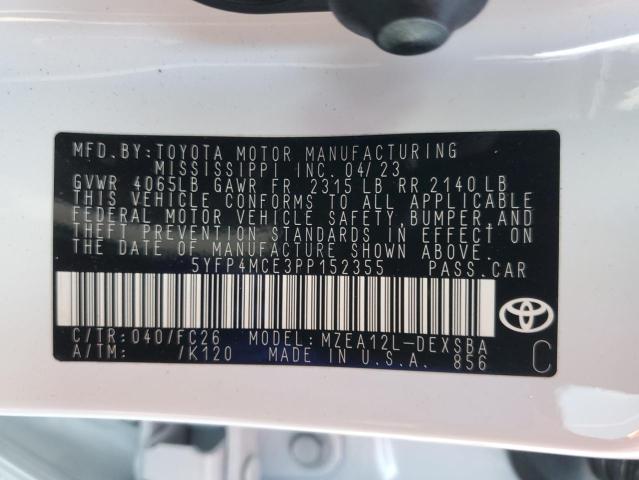 MFD.BY:TOYOTA MOTOR MANUFACTURING
MISSISSIPPI INC. 04/23
GVWR 4065LB GAWR FR 2315 LB RR 2140 LB
THIS VEHICLE CONFORMS TO ALL APPLICABLE
FEDERAL MOTOR VEHICLE SAFETY, BUMPER, AND
THEFT PREVENTION STANDARDS IN EFFECT ON
THE DATE OF MANUFACTURE SHOWN ABOVE.
5YFP4MCE3PP152355 PASS.CAR
C/TR: 040/FC26 MODEL: MZEA12L-DEXSBA
A/TM: /K120 MADE IN U.S.A. 856
C